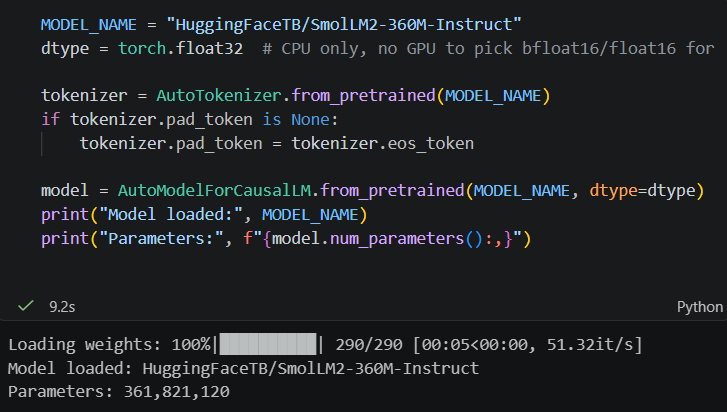 MODEL_NAME = "HuggingFaceTB/SmolLM2-360M-Instruct"
dtype = torch.float32  # CPU only, no GPU to pick bfloat16/float16 for
tokenizer = AutoTokenizer.from_pretrained(MODEL_NAME)
if tokenizer.pad_token is None:
    tokenizer.pad_token = tokenizer.eos_token
model = AutoModelForCausalLM.from_pretrained(MODEL_NAME, dtype=dtype)
print("Model loaded:", MODEL_NAME)
print("Parameters:", f"{model.num_parameters():,}")
9.2s Python
Loading weights: 100%|██████████| 290/290 [00:05<00:00, 51.32it/s]
Model loaded: HuggingFaceTB/SmolLM2-360M-Instruct
Parameters: 361,821,120